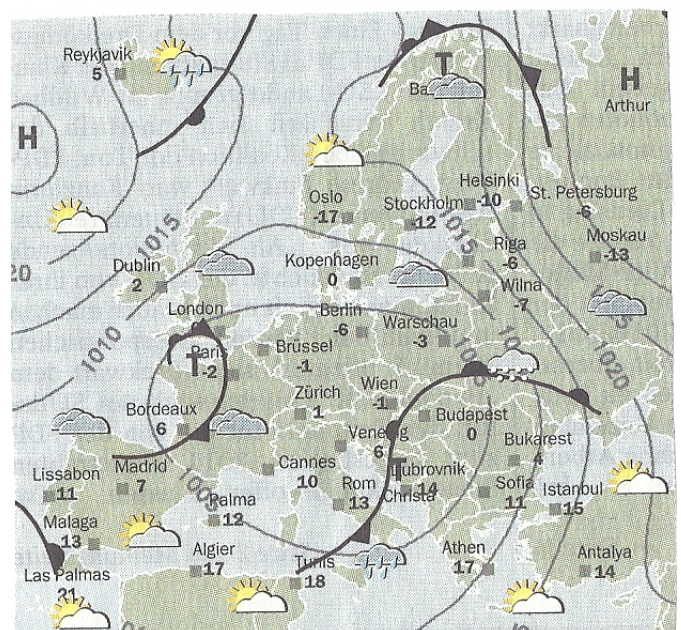 Reykjavik
5
T
Ba
H
Arthur
H
Oslo
-17
Stockholm
-12
Helsinki
-10
St. Petersburg
-6
Moskau
-13
1015
1015
20
Riga
-6
Wilna
-7
Dublin
2
Kopenhagen
0
London
Berlin
-6
Warschau
-3
1010
1020
Paris
-2
T
Brüssel
-1
Zürich
1
Wien
-1
Bordeaux
6
Venedig
6
Budapest
0
Bukarest
4
Lissabon
11
Madrid
7
1005
Cannes
10
Rom
13
T
Christa
Dubrovnik
14
Sofia
11
Istanbul
15
Palma
12
Malaga
13
Algier
17
Tunis
18
Athen
17
Antalya
14
Las Palmas
21